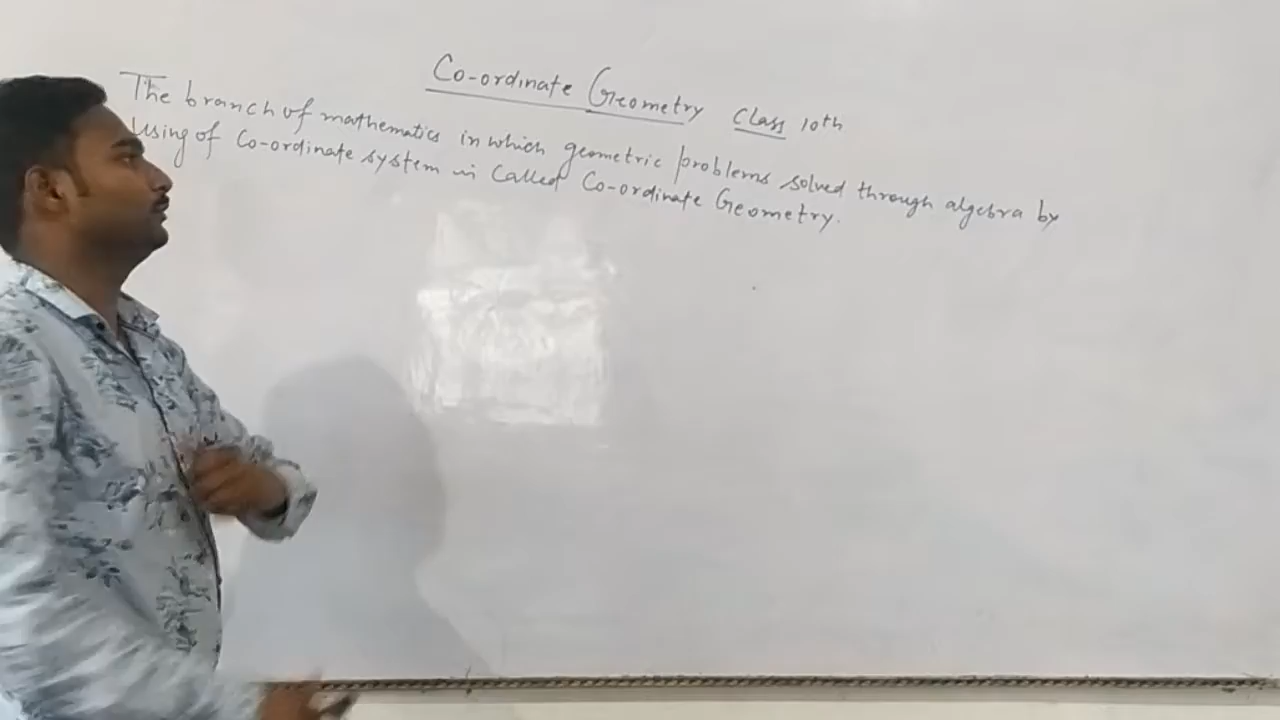 Co-ordinate Geometry Class 10th
The branch of mathematics in which geometric problems solved through algebra by
Using of Co-ordinate system is Called Co-ordinate Geometry.